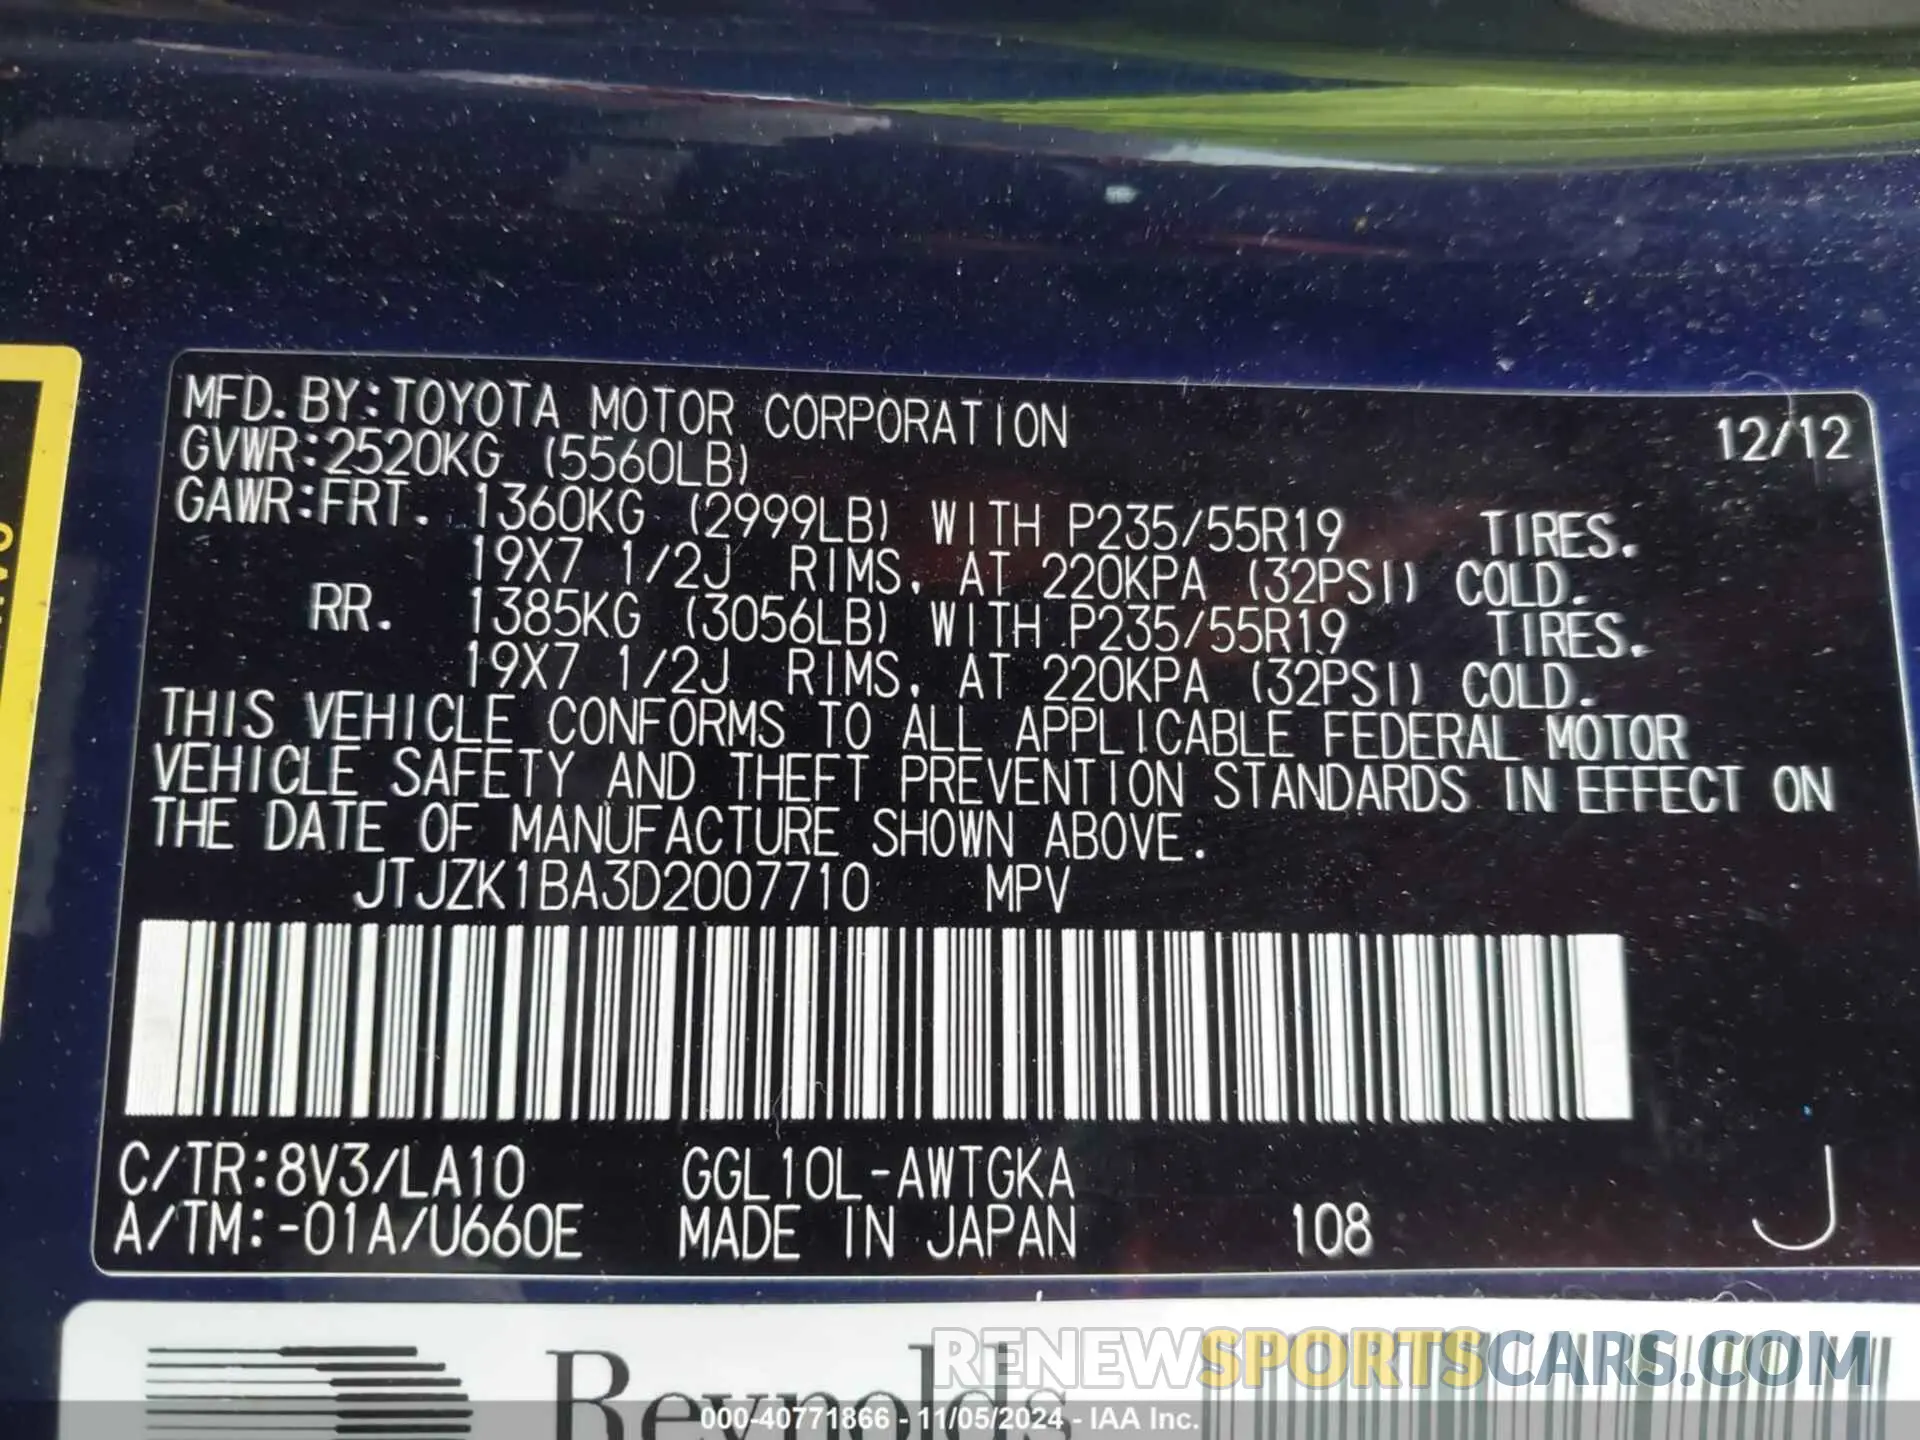 MFD. BY:TOYOTA MOTOR CORPORATION 12/12
GVWR:2520KG (5560LB)
GAWR:FRT. 1360KG (2999LB) WITH P235/55R19 TIRES.
19X7 1/2J RIMS, AT 220KPA (32PSI) COLD.
RR. 1385KG (3056LB) WITH P235/55R19 TIRES.
19X7 1/2J RIMS, AT 220KPA (32PSI) COLD.
THIS VEHICLE CONFORMS TO ALL APPLICABLE FEDERAL MOTOR
VEHICLE SAFETY AND THEFT PREVENTION STANDARDS IN EFFECT ON
THE DATE OF MANUFACTURE SHOWN ABOVE.
JTJZK1BA3D2007710 MPV
C/TR:8V3/LA10 GGL10L-AWTGKA
A/TM:-01A/U660E MADE IN JAPAN 108 J
RENEWSPORTSCARS.COM
Reynolds
000-40771866 - 11/05/2024 - IAA Inc.